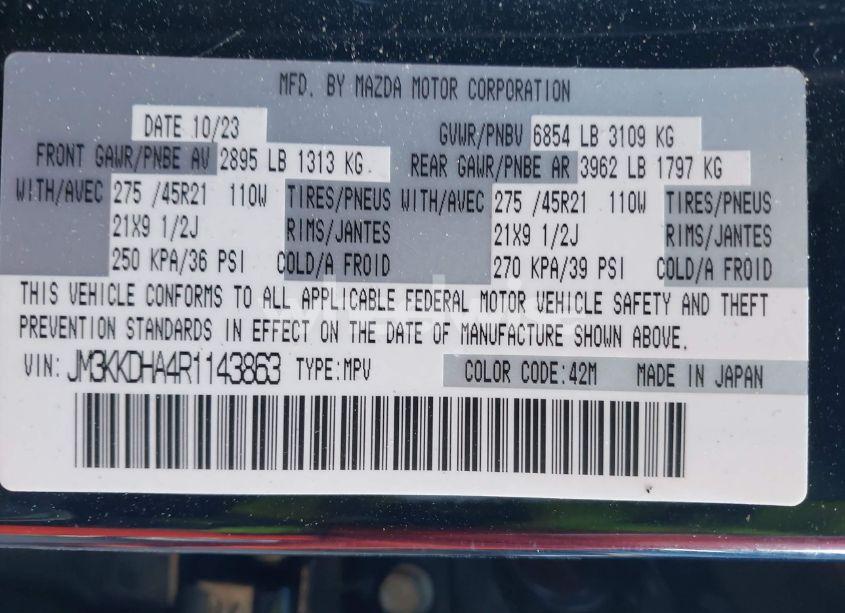 MFD. BY MAZDA MOTOR CORPORATION
DATE 10/23 GVWR/PNBV 6854 LB 3109 KG
FRONT GAWR/PNBE AV 2895 LB 1313 KG REAR GAWR/PNBE AR 3962 LB 1797 KG
WITH/AVEC 275 /45R21 110W TIRES/PNEUS WITH/AVEC 275 /45R21 110W TIRES/PNEUS
21X9 1/2J RIMS/JANTES 21X9 1/2J RIMS/JANTES
250 KPA/36 PSI COLD/A FROID 270 KPA/39 PSI COLD/A FROID
THIS VEHICLE CONFORMS TO ALL APPLICABLE FEDERAL MOTOR VEHICLE SAFETY AND THEFT
PREVENTION STANDARDS IN EFFECT ON THE DATE OF MANUFACTURE SHOWN ABOVE.
VIN: JM3KKDHA4R1143863 TYPE:MPV COLOR CODE:42M MADE IN JAPAN